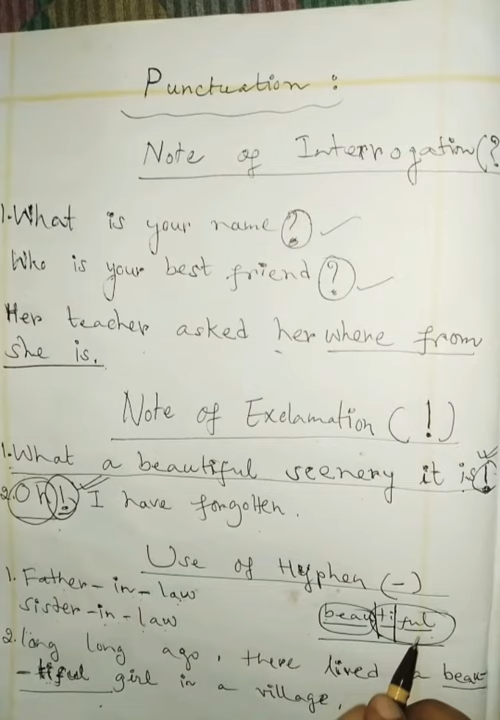 Punctuation :
Note of Interrogation (?
1. What is your name ?
Who is your best friend ?
Her teacher asked her where from
she is.
Note of Exclamation ( ! )
1. What a beautiful scenery it is !
2. Oh ! I have forgotten .
Use of Hyphen (-)
1. Father-in-law
Sister-in-law
beau|ti|ful
2. long long ago, there lived a beau
-tiful girl in a village.